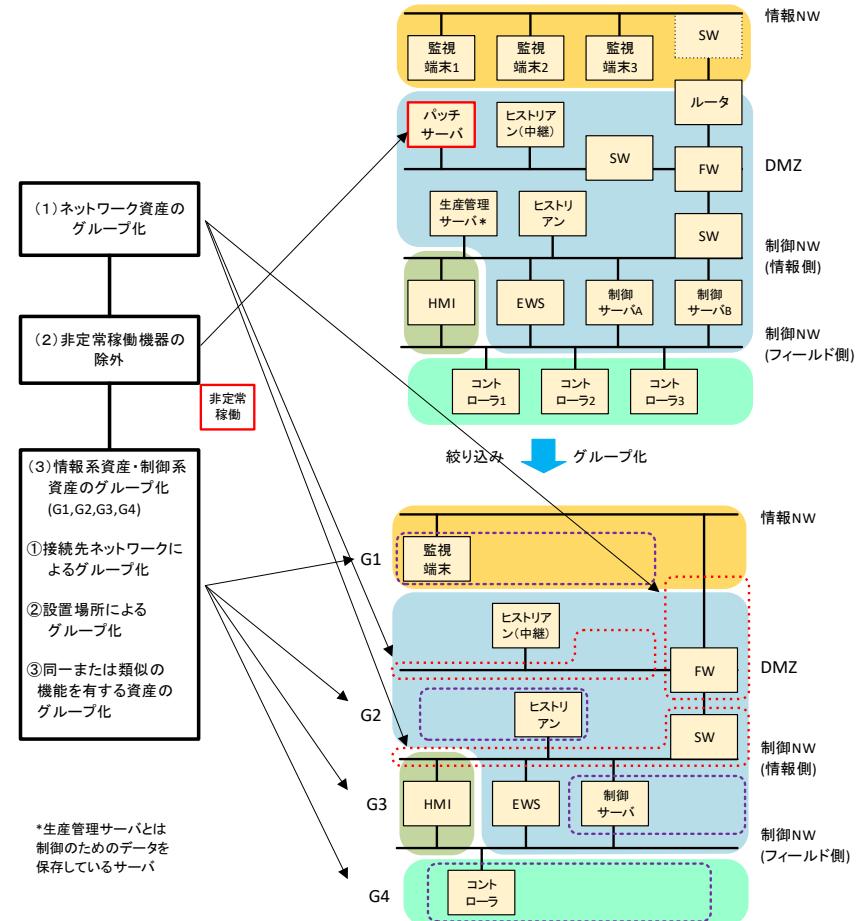 (1)ネットワーク資産の
グループ化
(2)非定常稼働機器の
除外
非定常
稼働
(3)情報系資産・制御系
資産のグループ化
(G1,G2,G3,G4)
①接続先ネットワークに
よるグループ化
②設置場所による
グループ化
③同一または類似の
機能を有する資産の
グループ化
*生産管理サーバとは
制御のためのデータを
保存しているサーバ
情報NW
SW
監視
端末1
監視
端末2
監視
端末3
ルータ
パッチ
サーバ
ヒストリア
ン(中継)
SW
FW
DMZ
生産管理
サーバ*
ヒストリ
アン
SW
制御NW
(情報側)
HMI
EWS
制御
サーバA
制御
サーバB
制御NW
(フィールド側)
コント
ローラ1
コント
ローラ2
コント
ローラ3
絞り込み
グループ化
情報NW
G1
監視
端末
ヒストリア
ン(中継)
FW
DMZ
G2
ヒストリ
アン
SW
制御NW
(情報側)
G3
HMI
EWS
制御
サーバ
制御NW
(フィールド側)
G4
コント
ローラ